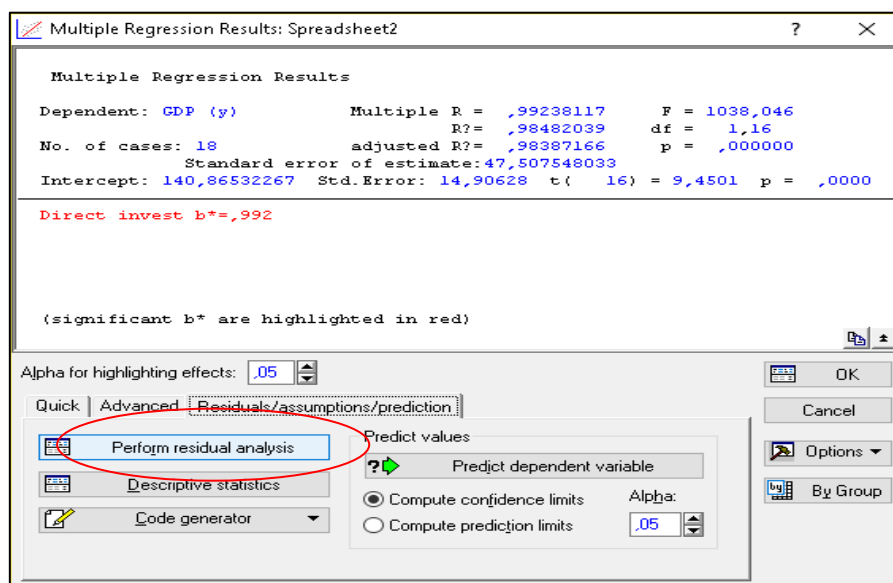 Multiple Regression Results: Spreadsheet2 ?
Multiple Regression Results
Dependent: GDP (y) Multiple R = ,99238117 F = 1038,046
R?= ,98482039 df = 1,16
No. of cases: 18 adjusted R?= ,98387166 p = ,000000
Standard error of estimate:47,507548033
Intercept: 140,86532267 Std.Error: 14,90628 t( 16) = 9,4501 p = ,0000
Direct invest b*=,992
(significant b* are highlighted in red)
Alpha for highlighting effects: ,05
OK
Quick Advanced Residuals/assumptions/prediction
Cancel
Perform residual analysis
Predict values
Options
? Predict dependent variable
Descriptive statistics
Compute confidence limits Alpha:
by By Group
Code generator
Compute prediction limits ,05